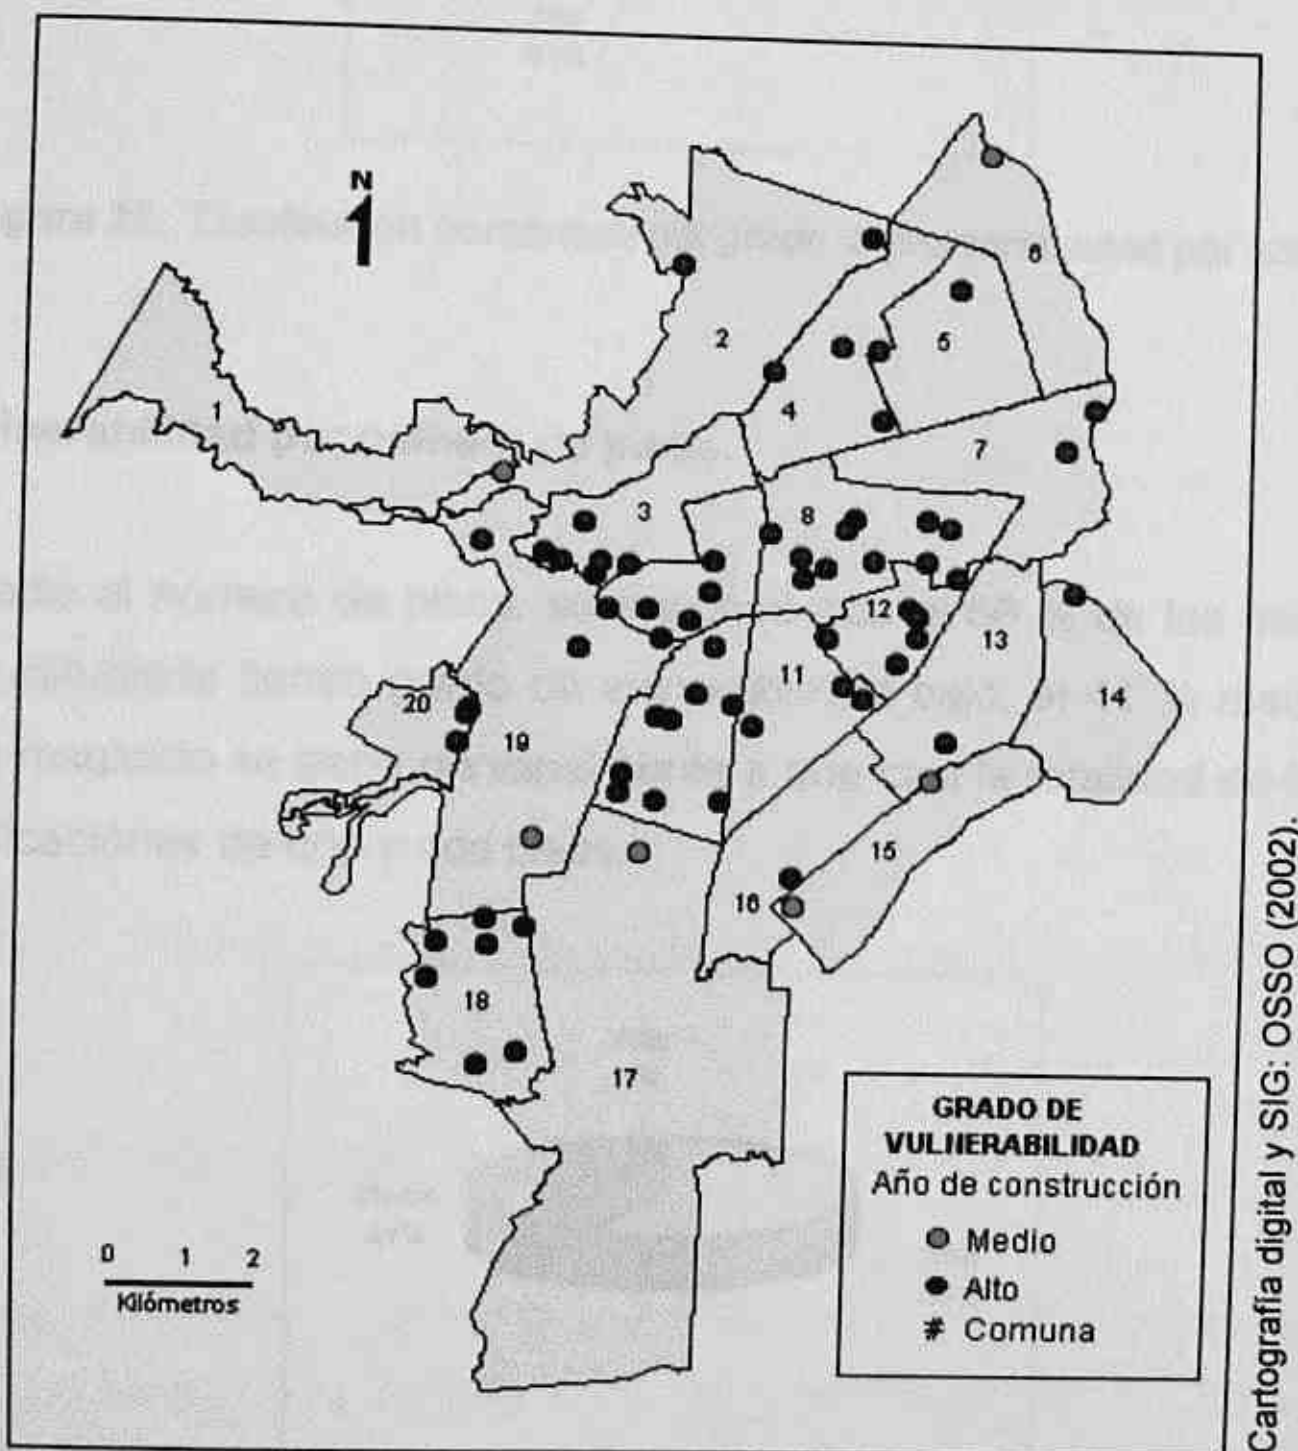 N
1
2
3
4
5
6
7
8
11
12
13
14
15
16
17
18
19
20
0 1 2
Kilómetros
GRADO DE
VULNERABILIDAD
Año de construcción
Medio
Alto
# Comuna
Cartografía digital y SIG: OSSO (2002).